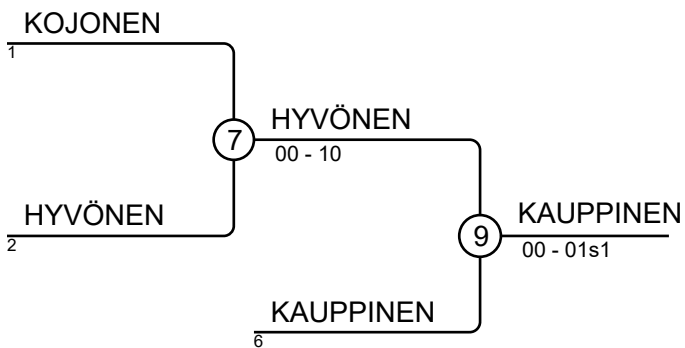 KOJONEN
1
7
HYVÖNEN
00 - 10
HYVÖNEN
2
9
KAUPPINEN
00 - 01s1
KAUPPINEN
6